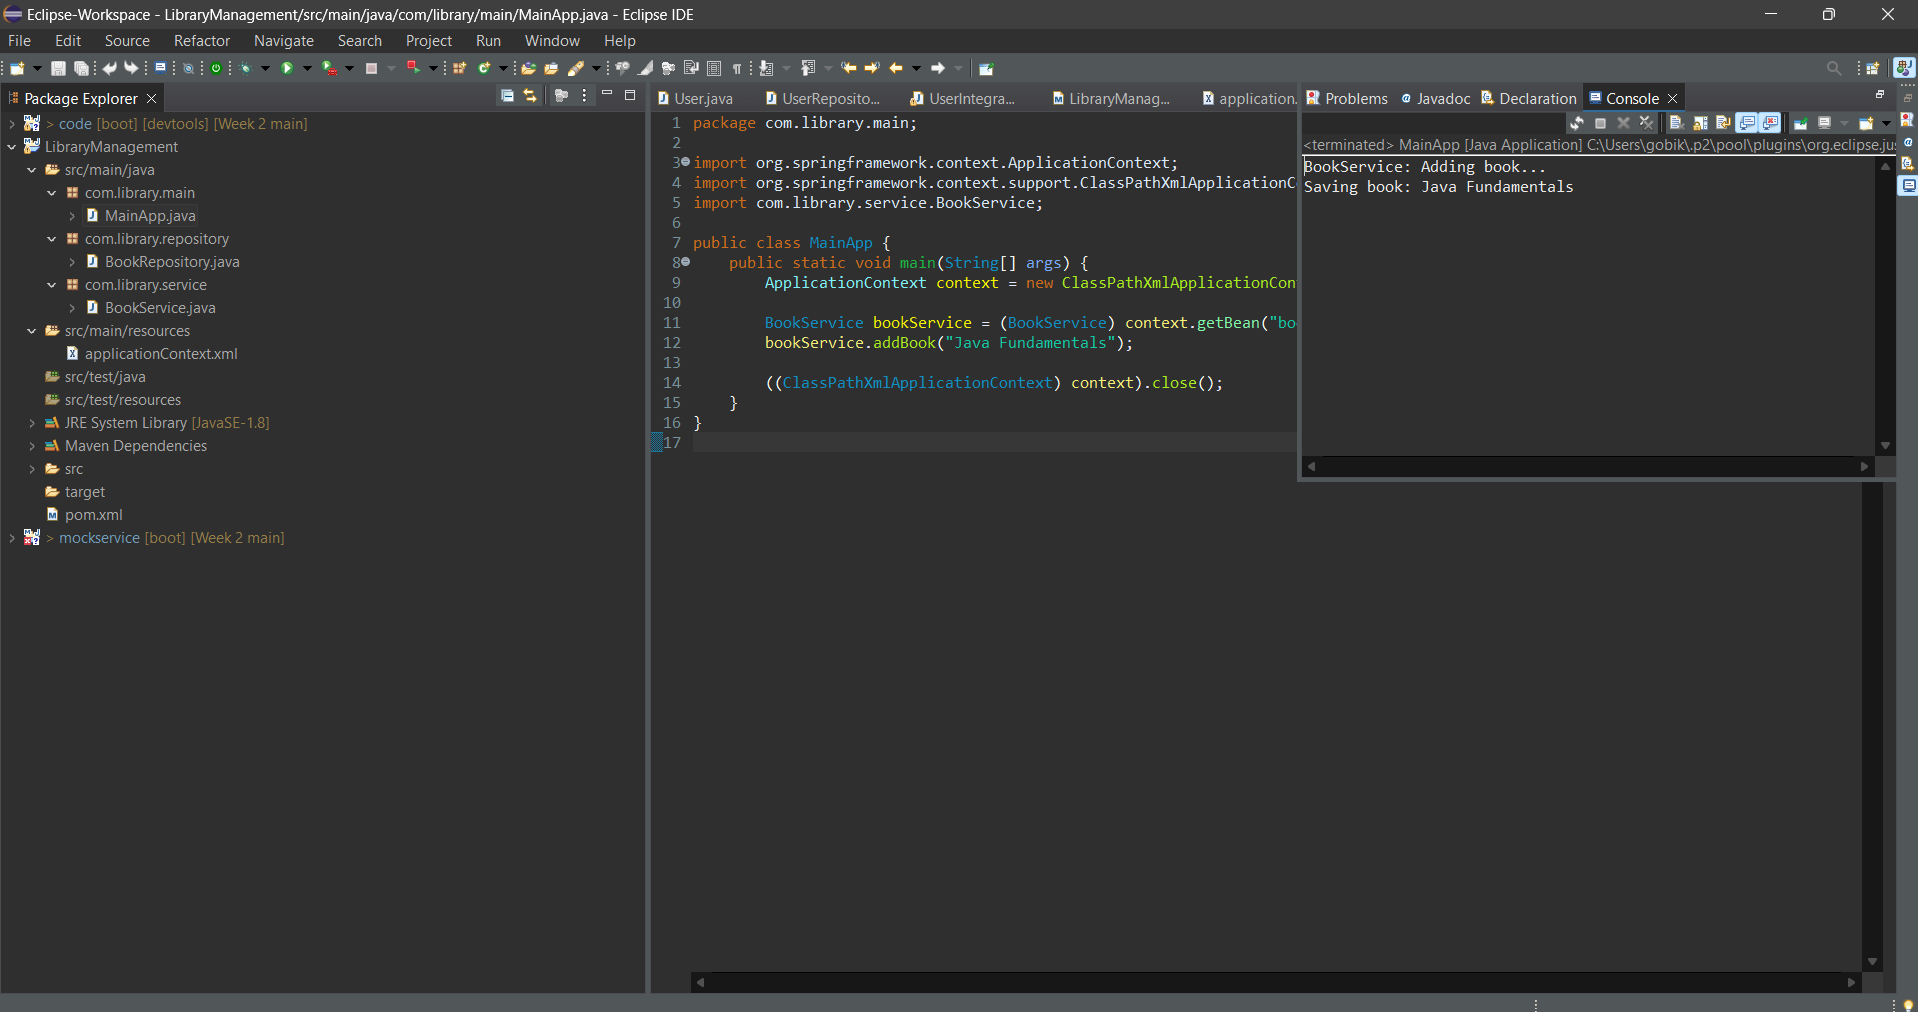 Eclipse-Workspace - LibraryManagement/src/main/java/com/library/main/MainApp.java - Eclipse IDE
File Edit Source Refactor Navigate Search Project Run Window Help
Package Explorer
> code [boot] [devtools] [Week 2 main]
LibraryManagement
src/main/java
com.library.main
MainApp.java
com.library.repository
BookRepository.java
com.library.service
BookService.java
src/main/resources
applicationContext.xml
src/test/java
src/test/resources
JRE System Library [JavaSE-1.8]
Maven Dependencies
src
target
pom.xml
> mockservice [boot] [Week 2 main]
User.java UserReposito... UserIntegra... LibraryManag... application.
1 package com.library.main;
2
3 import org.springframework.context.ApplicationContext;
4 import org.springframework.context.support.ClassPathXmlApplicationC
5 import com.library.service.BookService;
6
7 public class MainApp {
8 public static void main(String[] args) {
9 ApplicationContext context = new ClassPathXmlApplicationCon
10
11 BookService bookService = (BookService) context.getBean("bo
12 bookService.addBook("Java Fundamentals");
13
14 ((ClassPathXmlApplicationContext) context).close();
15 }
16 }
17
Problems Javadoc Declaration Console
<terminated> MainApp [Java Application] C:\Users\gobik\.p2\pool\plugins\org.eclipse.jus
BookService: Adding book...
Saving book: Java Fundamentals